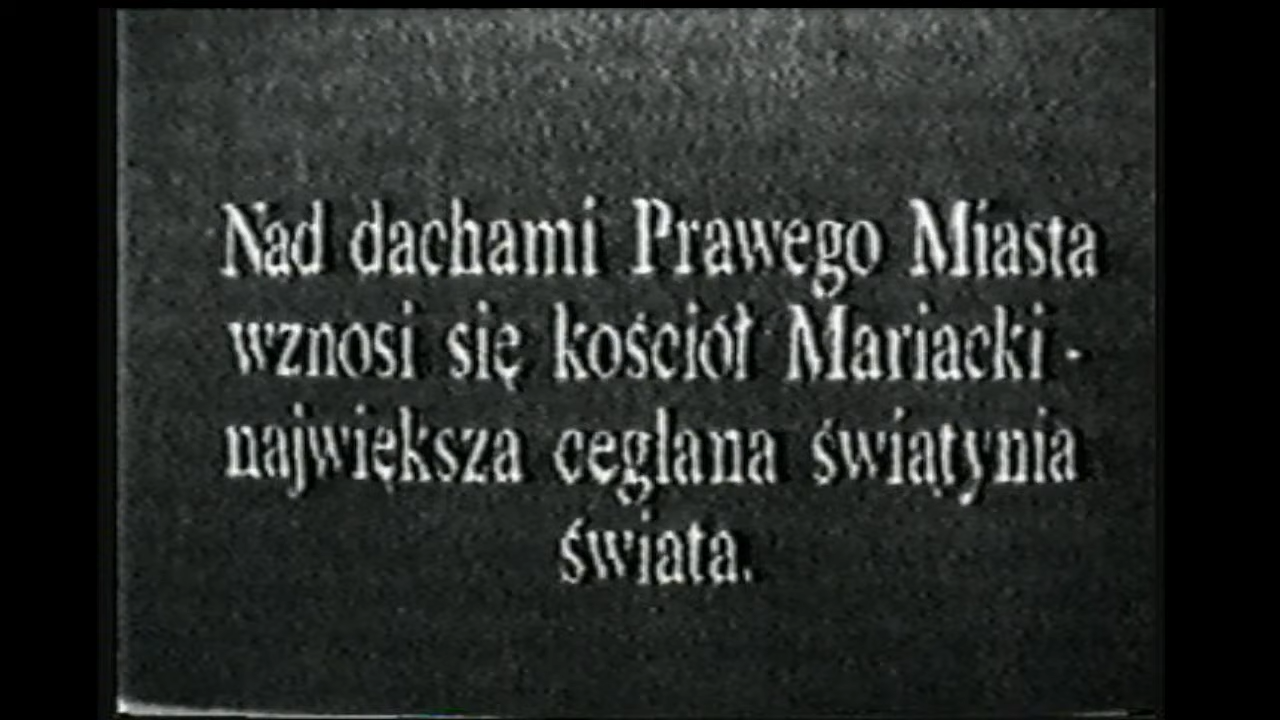 Nad dachami Prawego Miasta
wznosi się kościół Mariacki -
największa ceglana świątynia
świata.